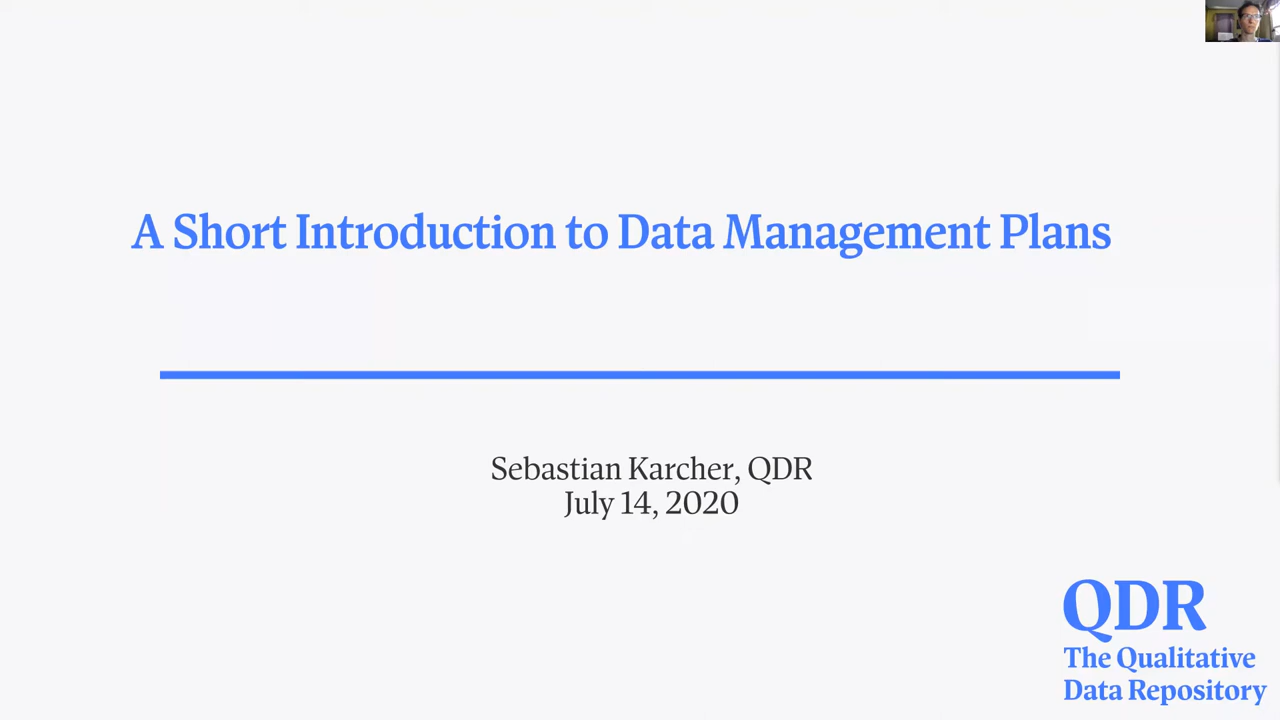 A Short Introduction to Data Management Plans
Sebastian Karcher, QDR
July 14, 2020
QDR
The Qualitative
Data Repository